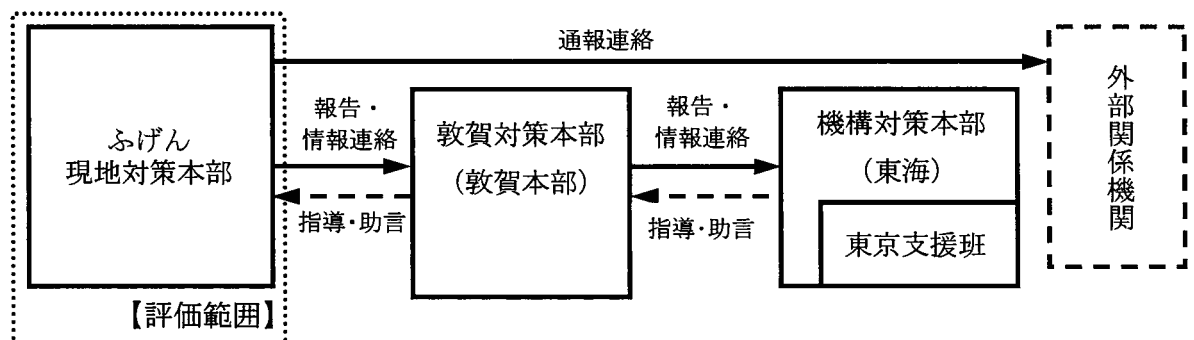 通報連絡
ふげん
現地対策本部
【評価範囲】
報告・
情報連絡
指導・助言
敦賀対策本部
(敦賀本部)
報告・
情報連絡
指導・助言
機構対策本部
(東海)
東京支援班
外部関係機関